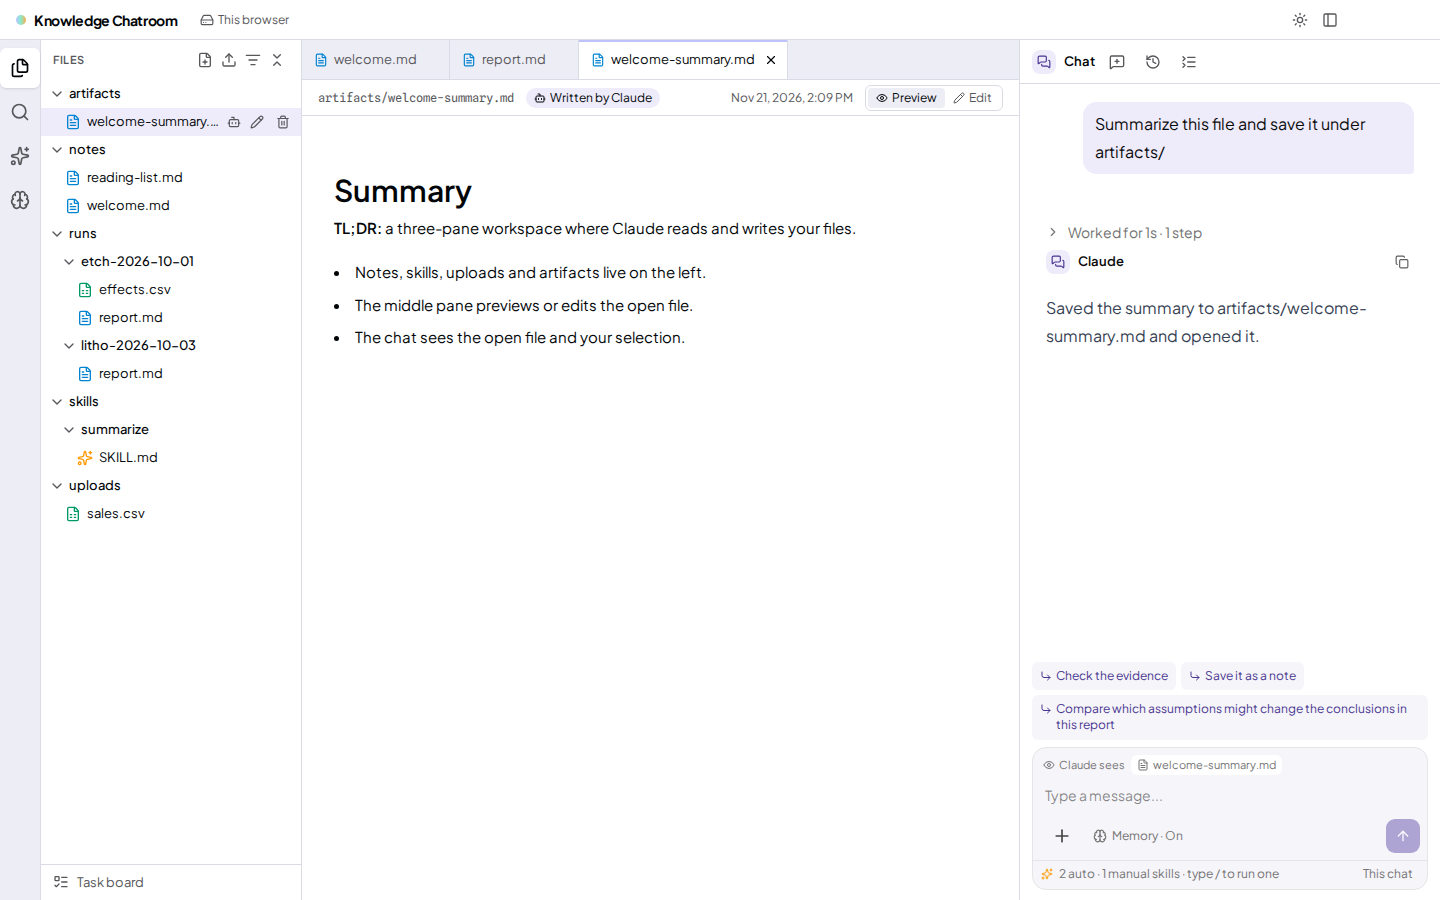 Knowledge Chatroom
This browser
FILES
artifacts
welcome-summary....
notes
reading-list.md
welcome.md
runs
etch-2026-10-01
effects.csv
report.md
litho-2026-10-03
report.md
skills
summarize
SKILL.md
uploads
sales.csv
Task board
welcome.md
report.md
welcome-summary.md
artifacts/welcome-summary.md
Written by Claude
Nov 21, 2026, 2:09 PM
Preview
Edit
Summary
TL;DR: a three-pane workspace where Claude reads and writes your files.
• Notes, skills, uploads and artifacts live on the left.
• The middle pane previews or edits the open file.
• The chat sees the open file and your selection.
Chat
Summarize this file and save it under
artifacts/
Worked for 1s · 1 step
Claude
Saved the summary to artifacts/welcome-
summary.md and opened it.
Check the evidence
Save it as a note
Compare which assumptions might change the conclusions in
this report
Claude sees
welcome-summary.md
Type a message...
Memory · On
2 auto · 1 manual skills · type / to run one
This chat